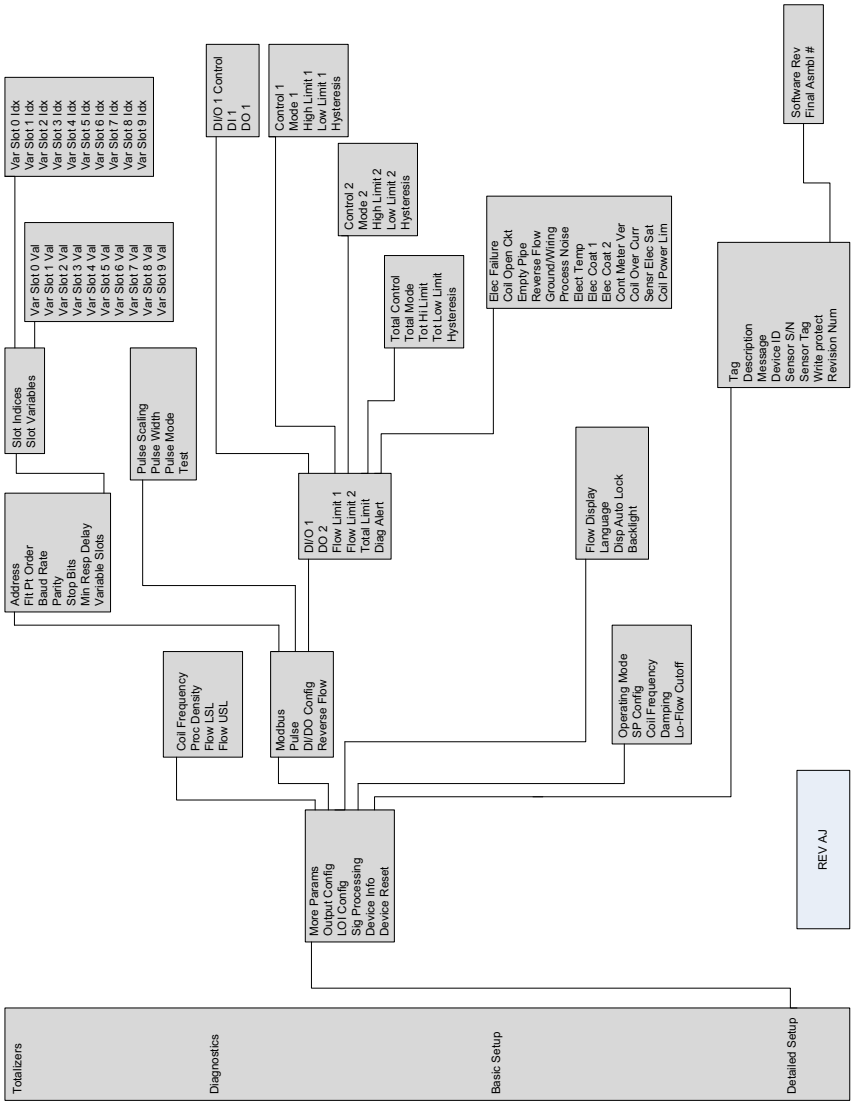 Totalizers
Diagnostics
Basic Setup
Detailed Setup
More Params
Output Config
LOI Config
Sig Processing
Device Info
Device Reset
REV AJ
Coil Frequency
Proc Density
Flow LSL
Flow USL
Modbus
Pulse
DI/DO Config
Reverse Flow
Operating Mode
SP Config
Coil Frequency
Damping
Lo-Flow Cutoff
Address
Flt Pt Order
Baud Rate
Parity
Stop Bits
Min Resp Delay
Variable Slots
Pulse Scaling
Pulse Width
Pulse Mode
Test
DI/O 1
DO 2
Flow Limit 1
Flow Limit 2
Total Limit
Diag Alert
Flow Display
Language
Disp Auto Lock
Backlight
Slot Indices
Slot Variables
Var Slot 0 Val
Var Slot 1 Val
Var Slot 2 Val
Var Slot 3 Val
Var Slot 4 Val
Var Slot 5 Val
Var Slot 6 Val
Var Slot 7 Val
Var Slot 8 Val
Var Slot 9 Val
Var Slot 0 Idx
Var Slot 1 Idx
Var Slot 2 Idx
Var Slot 3 Idx
Var Slot 4 Idx
Var Slot 5 Idx
Var Slot 6 Idx
Var Slot 7 Idx
Var Slot 8 Idx
Var Slot 9 Idx
DI/O 1 Control
DI 1
DO 1
Control 1
Mode 1
High Limit 1
Low Limit 1
Hysteresis
Control 2
Mode 2
High Limit 2
Low Limit 2
Hysteresis
Total Control
Total Mode
Tot Hi Limit
Tot Low Limit
Hysteresis
Elec Failure
Coil Open Ckt
Empty Pipe
Reverse Flow
Ground/Wiring
Process Noise
Elect Temp
Elec Coat 1
Elec Coat 2
Cont Meter Ver
Coil Over Curr
Sensr Elec Sat
Coil Power Lim
Tag
Description
Message
Device ID
Sensor S/N
Sensor Tag
Write protect
Revision Num
Software Rev
Final Asmbl #